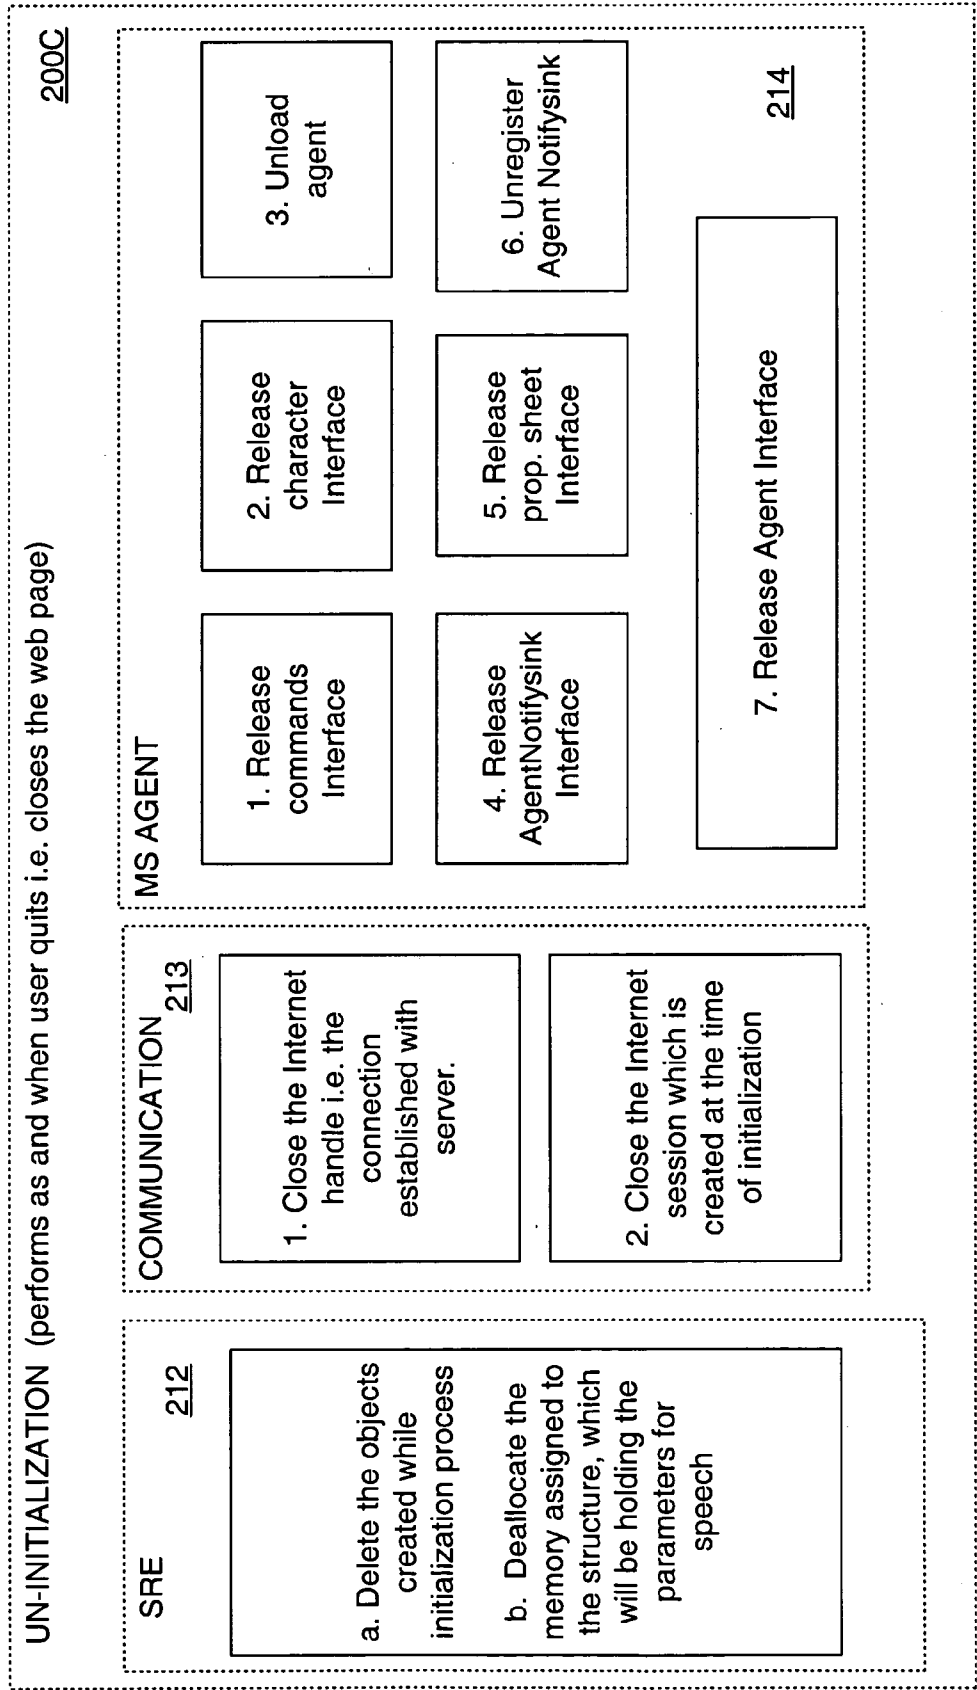 UN-INITIALIZATION (performs as and when user quits i.e. closes the web page)
200C
SRE
212
a. Delete the objects
created while
initialization process
b. Deallocate the
memory assigned to
the structure, which
will be holding the
parameters for
speech
COMMUNICATION
213
1. Close the Internet
handle i.e. the
connection
established with
server.
2. Close the Internet
session which is
created at the time
of initialization
MS AGENT
1. Release
commands
Interface
2. Release
character
Interface
3. Unload
agent
4. Release
AgentNotifysink
Interface
5. Release
prop. sheet
Interface
6. Unregister
Agent Notifysink
7. Release Agent Interface
214